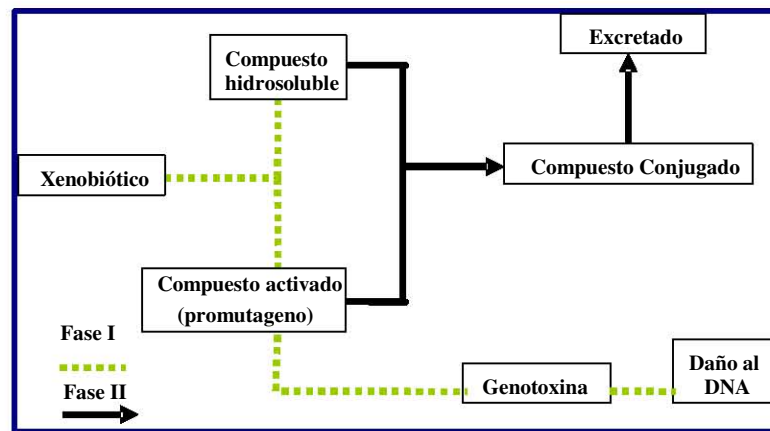 Compuesto
hidrosoluble
Excretado
Xenobiótico
Compuesto Conjugado
Compuesto activado
(promutageno)
Fase I
Fase II
Genotoxina
Daño al
DNA